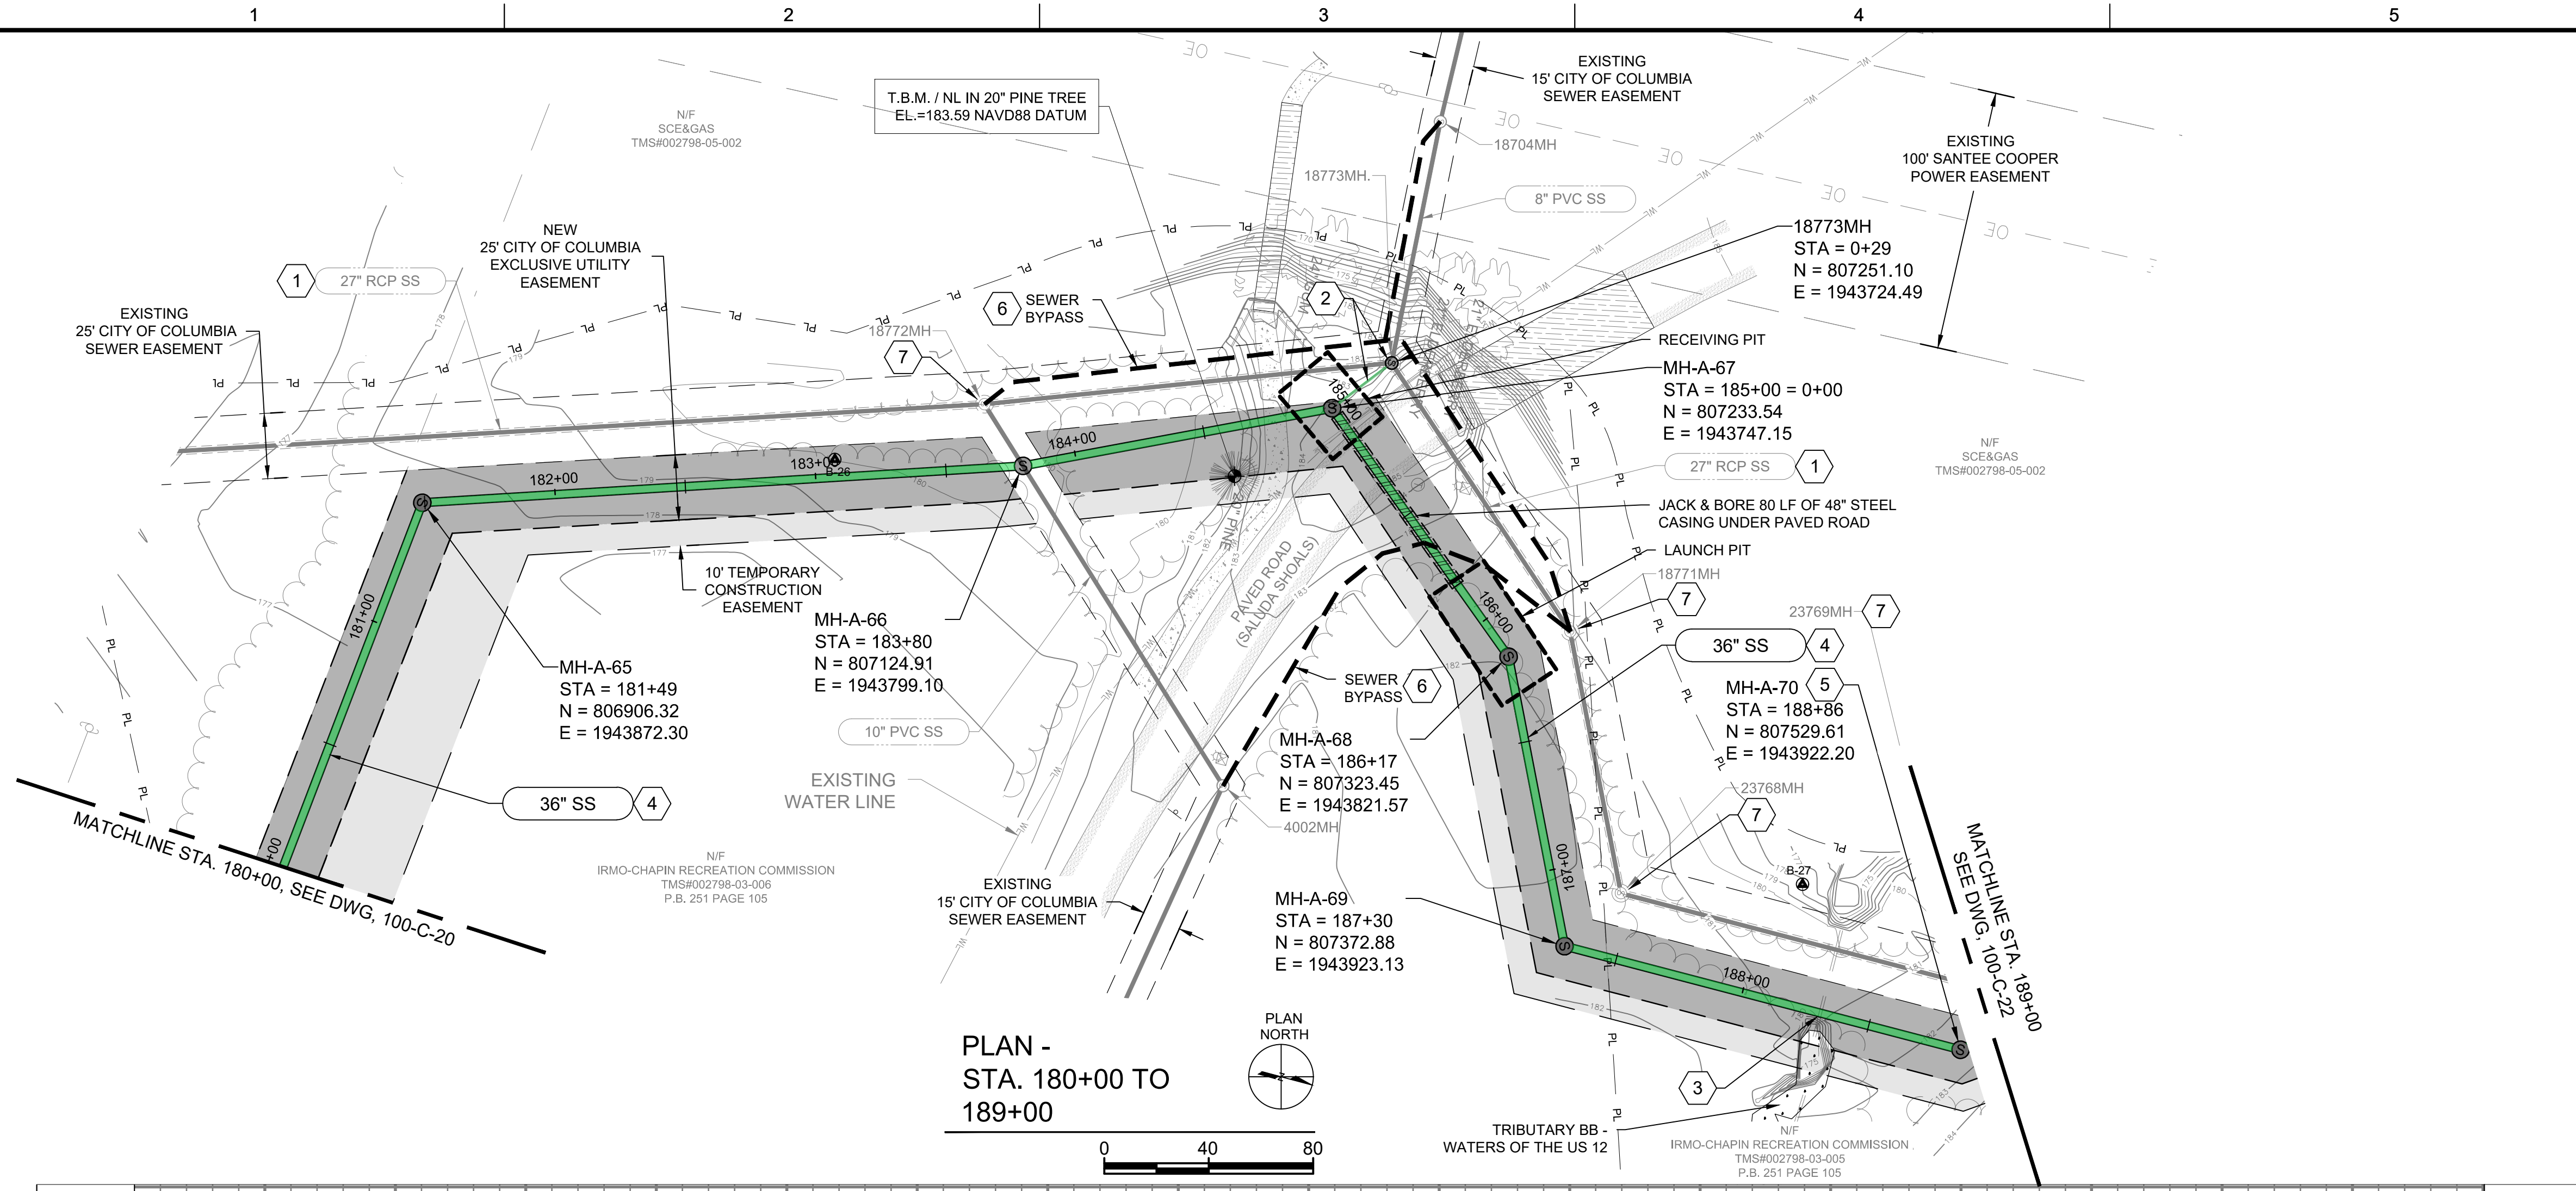 1
2
3
4
5
N/F
SCE&GAS
TMS#002798-05-002
T.B.M. / NL IN 20" PINE TREE
EL.=183.59 NAVD88 DATUM
EXISTING
15' CITY OF COLUMBIA
SEWER EASEMENT
18704MH
18773MH.
8" PVC SS
EXISTING
100' SANTEE COOPER
POWER EASEMENT
OE
OE
OE
OE
OE
18773MH
STA = 0+29
N = 807251.10
E = 1943724.49
NEW
25' CITY OF COLUMBIA
EXCLUSIVE UTILITY
EASEMENT
1
27" RCP SS
EXISTING
25' CITY OF COLUMBIA
SEWER EASEMENT
6
SEWER
BYPASS
2
18772MH
7
RECEIVING PIT
MH-A-67
STA = 185+00 = 0+00
N = 807233.54
E = 1943747.15
N/F
SCE&GAS
TMS#002798-05-002
27" RCP SS
1
JACK & BORE 80 LF OF 48" STEEL
CASING UNDER PAVED ROAD
LAUNCH PIT
18771MH
7
23769MH
7
181+00
182+00
183+00
B-26
184+00
185+00
186+00
187+00
188+00
20" PINE
PAVED ROAD
(SALUDA SHOALS)
10' TEMPORARY
CONSTRUCTION
EASEMENT
MH-A-65
STA = 181+49
N = 806906.32
E = 1943872.30
MH-A-66
STA = 183+80
N = 807124.91
E = 1943799.10
10" PVC SS
EXISTING
WATER LINE
36" SS
4
36" SS
4
SEWER
BYPASS
6
MH-A-70
5
STA = 188+86
N = 807529.61
E = 1943922.20
MH-A-68
STA = 186+17
N = 807323.45
E = 1943821.57
4002MH
23768MH
7
B-27
MATCHLINE STA. 180+00, SEE DWG, 100-C-20
N/F
IRMO-CHAPIN RECREATION COMMISSION
TMS#002798-03-006
P.B. 251 PAGE 105
EXISTING
15' CITY OF COLUMBIA
SEWER EASEMENT
MH-A-69
STA = 187+30
N = 807372.88
E = 1943923.13
MATCHLINE STA. 189+00
SEE DWG, 100-C-22
PLAN -
STA. 180+00 TO
189+00
PLAN
NORTH
0 40 80
3
TRIBUTARY BB -
WATERS OF THE US 12
N/F
IRMO-CHAPIN RECREATION COMMISSION
TMS#002798-03-005
P.B. 251 PAGE 105